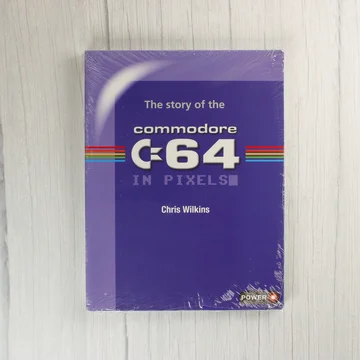 The story of the
commodore
C=64
IN PIXELS
Chris Wilkins
POWER